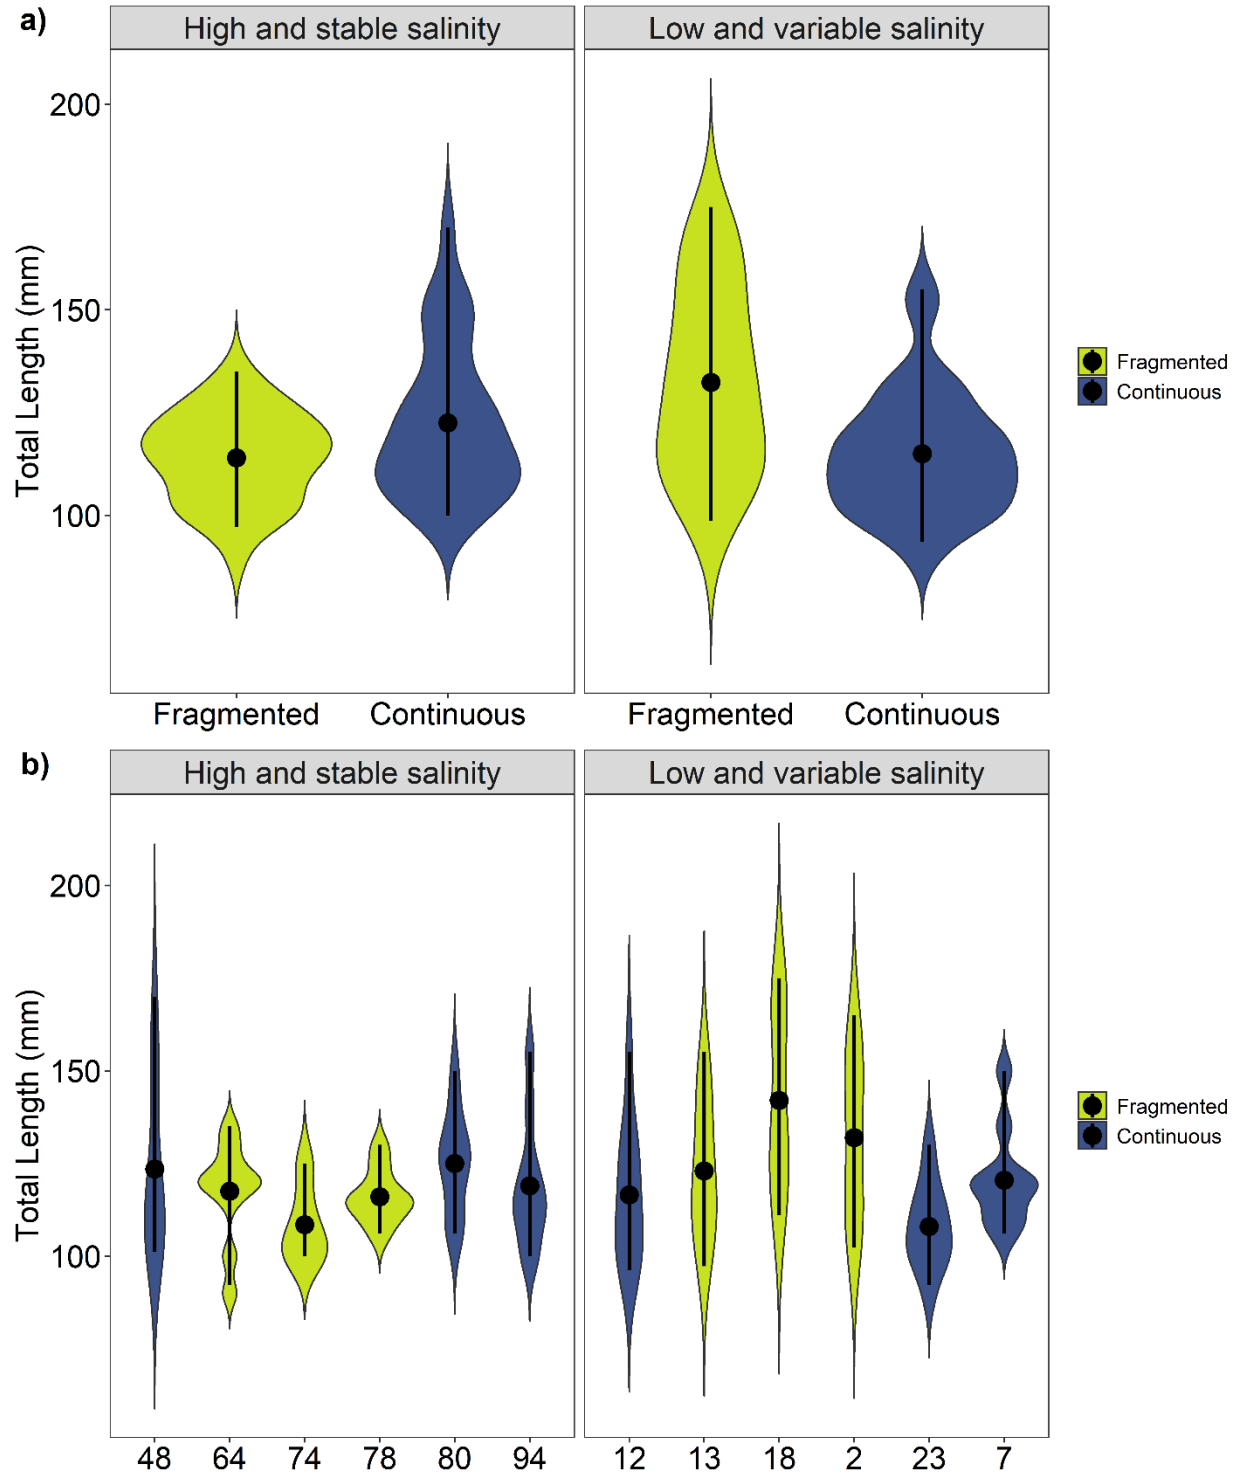 a)
High and stable salinity
Low and variable salinity
Total Length (mm)
200
150
100
Fragmented
Continuous
Fragmented
Continuous
Fragmented
Continuous
b)
High and stable salinity
Low and variable salinity
Total Length (mm)
200
150
100
48 64 74 78 80 94
12 13 18 2 23 7
Fragmented
Continuous